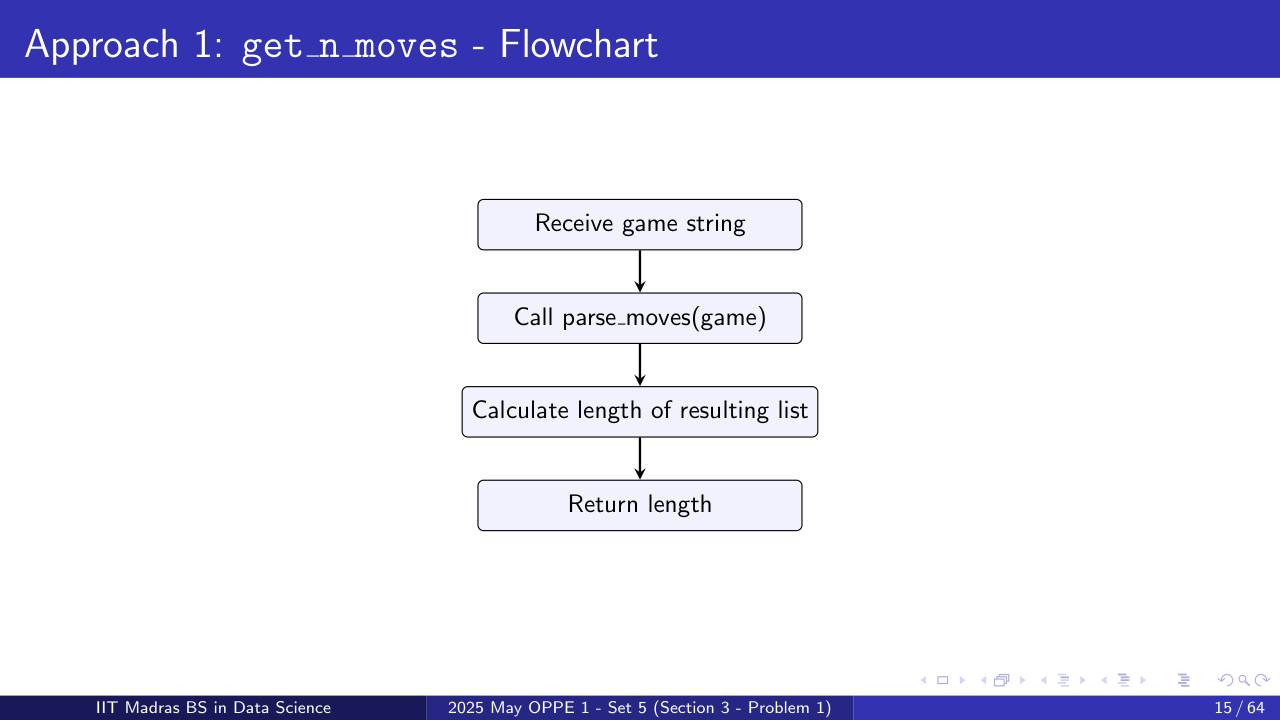 Approach 1: get_n_moves - Flowchart
Receive game string
Call parse_moves(game)
Calculate length of resulting list
Return length
IIT Madras BS in Data Science
2025 May OPPE 1 - Set 5 (Section 3 - Problem 1)
15 / 64